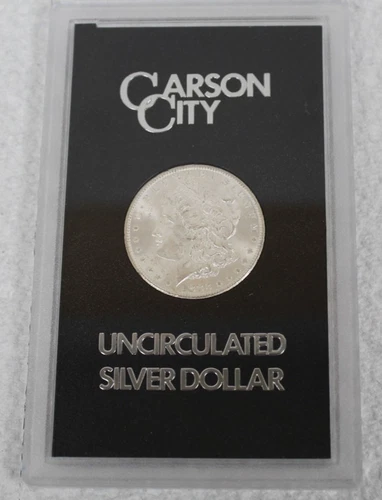 CARSON
CITY
UNCIRCULATED
SILVER DOLLAR